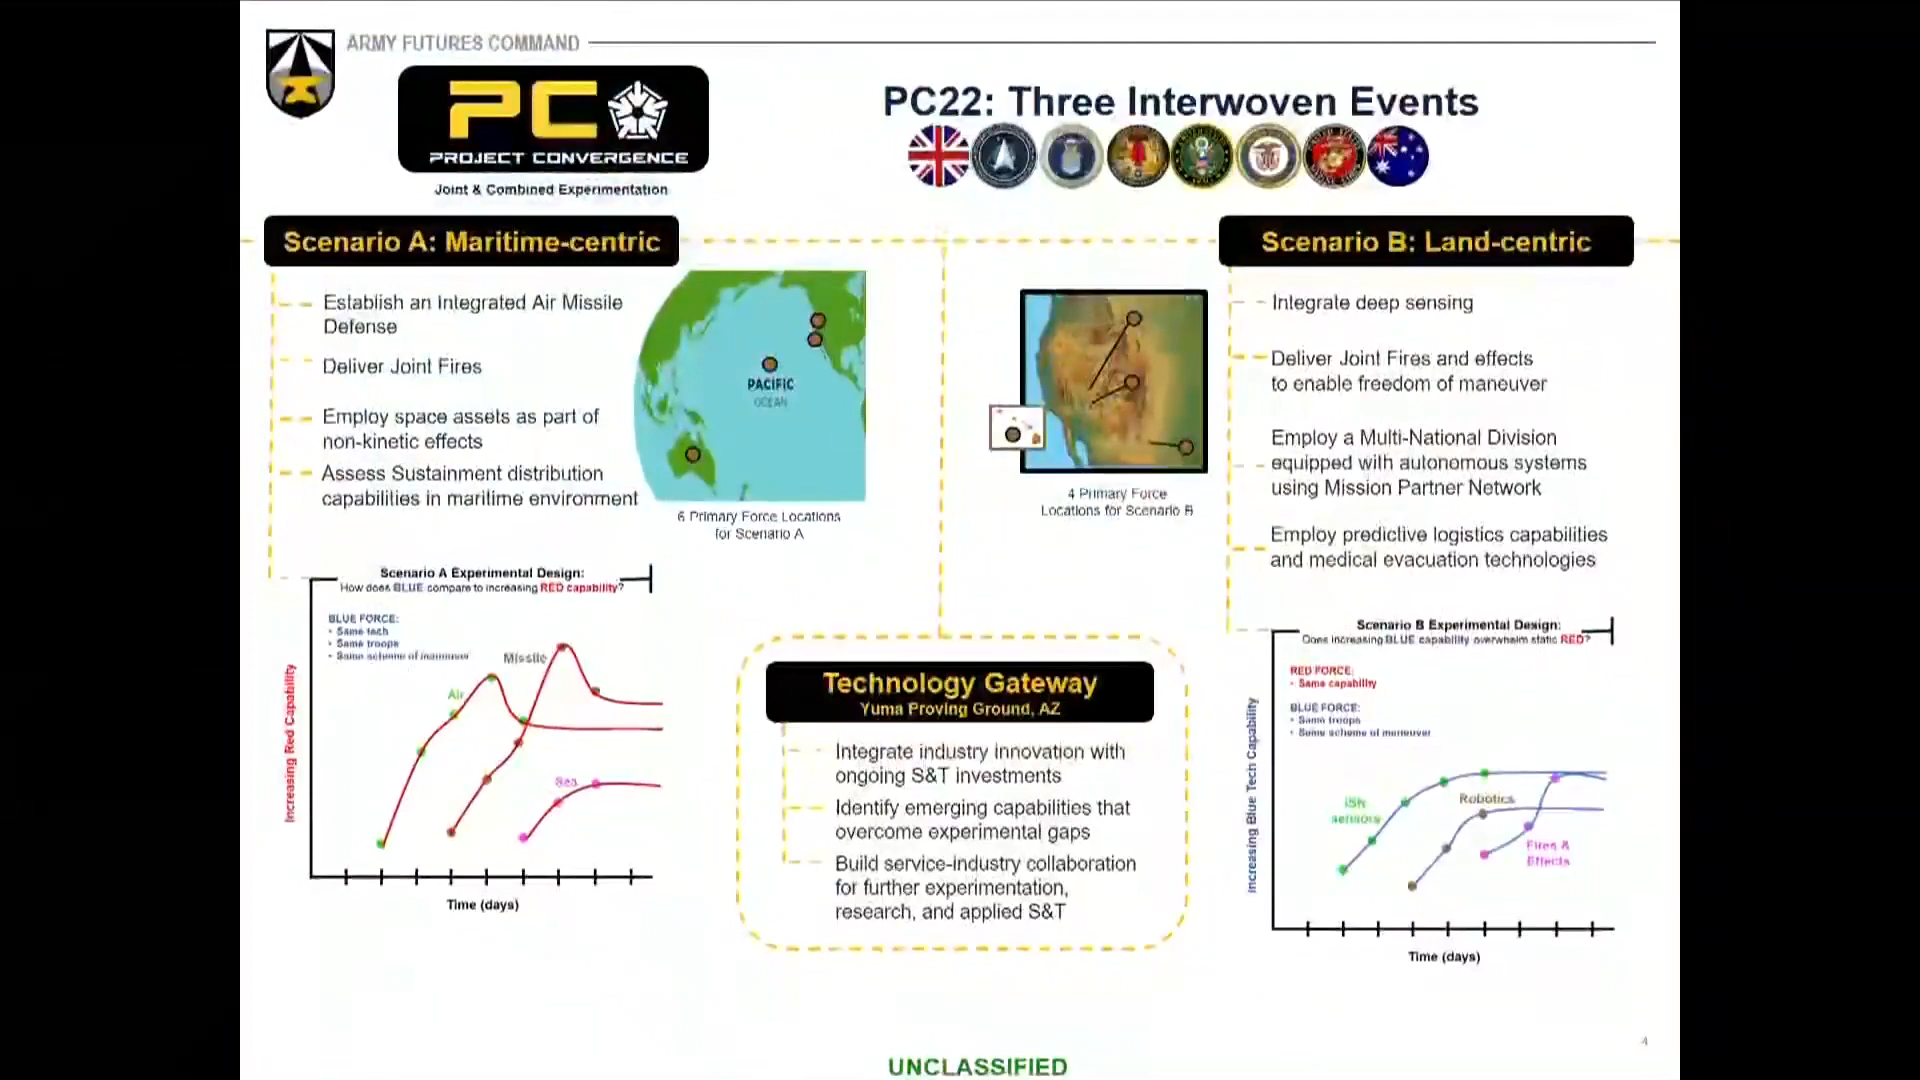 ARMY FUTURES COMMAND
PC
PROJECT CONVERGENCE
Joint & Combined Experimentation
PC22: Three Interwoven Events
Scenario A: Maritime-centric
Establish an Integrated Air Missile
Defense
Deliver Joint Fires
Employ space assets as part of
non-kinetic effects
Assess Sustainment distribution
capabilities in maritime environment
PACIFIC
OCEAN
6 Primary Force Locations
for Scenario A
Scenario B: Land-centric
Integrate deep sensing
Deliver Joint Fires and effects
to enable freedom of maneuver
Employ a Multi-National Division
equipped with autonomous systems
using Mission Partner Network
Employ predictive logistics capabilities
and medical evacuation technologies
4 Primary Force
Locations for Scenario B
Scenario A Experimental Design:
How does BLUE compare to increasing RED capability?
BLUE FORCE:
• Same tech
• Same troops
• Same scheme of maneuver
Missile
Air
Sea
Increasing Red Capability
Time (days)
Technology Gateway
Yuma Proving Ground, AZ
Integrate industry innovation with
ongoing S&T investments
Identify emerging capabilities that
overcome experimental gaps
Build service-industry collaboration
for further experimentation,
research, and applied S&T
Scenario B Experimental Design:
Does increasing BLUE capability overwhelm static RED?
RED FORCE:
• Same capability
BLUE FORCE:
• Same troops
• Same scheme of maneuver
ISR
sensors
Robotics
Fires &
Effects
Increasing Blue Tech Capability
Time (days)
4
UNCLASSIFIED